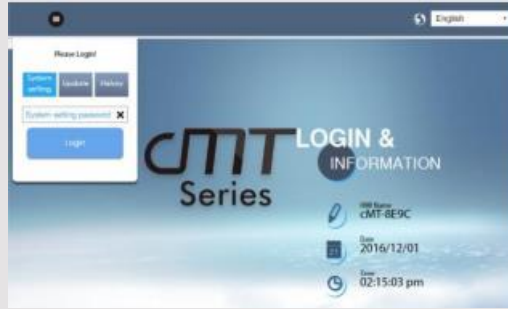 English
Please Login!
System setting
Update
History
System setting password
Login
cMT
Series
LOGIN &
INFORMATION
HMI Name
cMT-8E9C
Date
2016/12/01
Time
02:15:03 pm